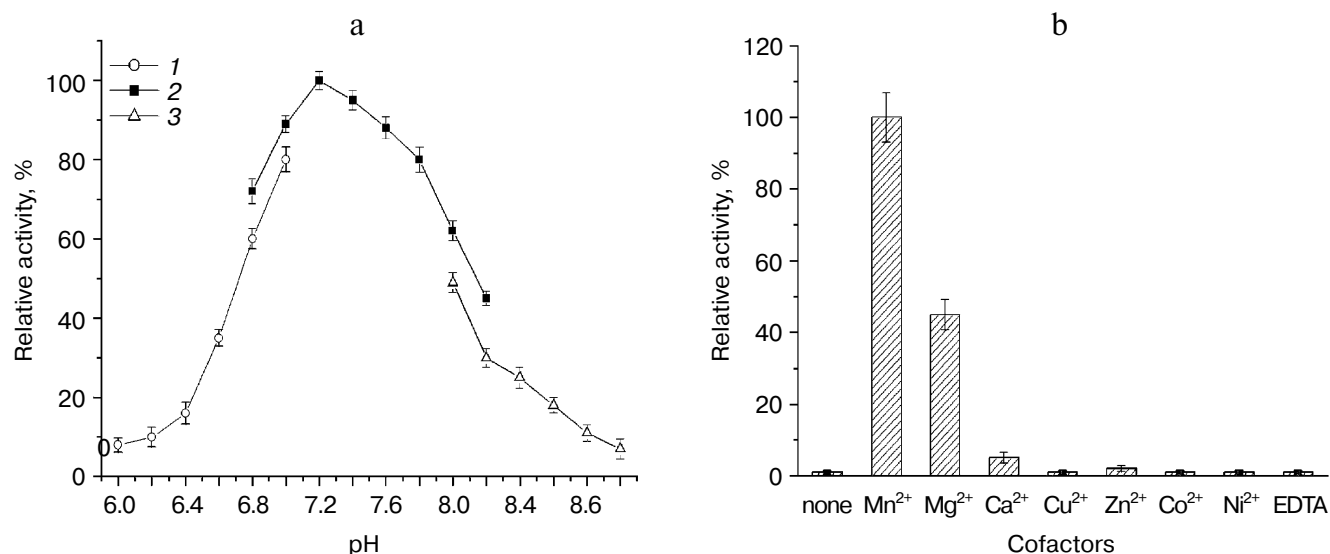 a
1
2
3
Relative activity, %
100
80
60
40
20
0
0
6.0 6.4 6.8 7.2 7.6 8.0 8.4 8.6
pH
b
Relative activity, %
120
100
80
60
40
20
0
none Mn²⁺ Mg²⁺ Ca²⁺ Cu²⁺ Zn²⁺ Co²⁺ Ni²⁺ EDTA
Cofactors